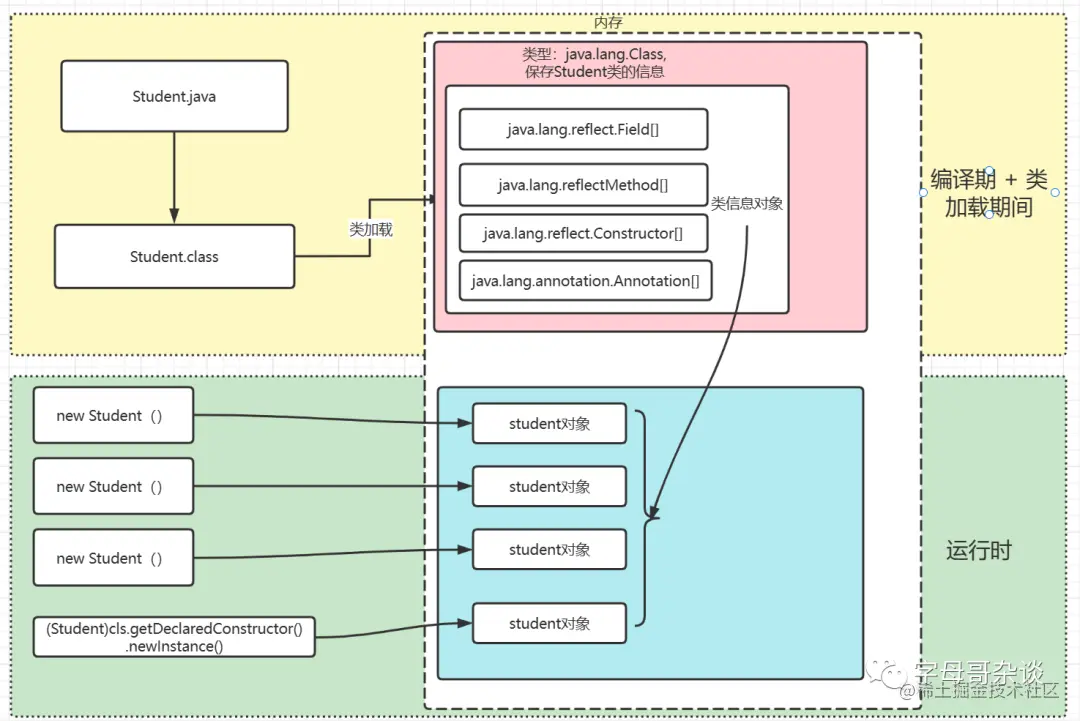 内存
类型：java.lang.Class,
保存Student类的信息
Student.java
java.lang.reflect.Field[]
java.lang.reflectMethod[]
类信息对象
编译期 + 类
加载期间
类加载
java.lang.reflect.Constructor[]
Student.class
java.lang.annotation.Annotation[]
new Student（）
student对象
new Student（）
student对象
new Student（）
student对象
运行时
(Student)cls.getDeclaredConstructor()
.newInstance()
student对象
字母哥杂谈
@稀土掘金技术社区